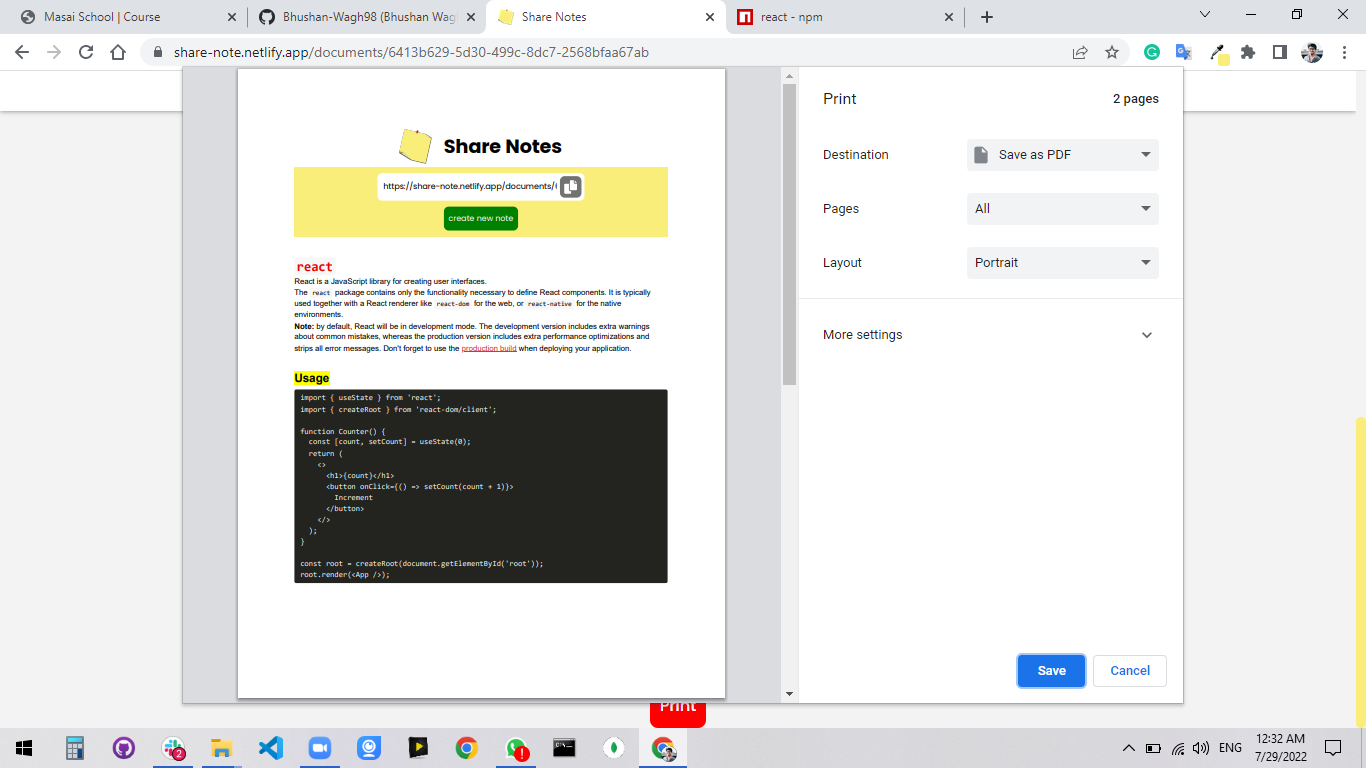 Masai School | Course
Bhushan-Wagh98 (Bhushan Wagh
Share Notes
react - npm
share-note.netlify.app/documents/6413b629-5d30-499c-8dc7-2568bfaa67ab
Share Notes
https://share-note.netlify.app/documents/
create new note
react
React is a JavaScript library for creating user interfaces.
The react package contains only the functionality necessary to define React components. It is typically
used together with a React renderer like react-dom for the web, or react-native for the native
environments.
Note: by default, React will be in development mode. The development version includes extra warnings
about common mistakes, whereas the production version includes extra performance optimizations and
strips all error messages. Don't forget to use the production build when deploying your application.
Usage
import { useState } from 'react';
import { createRoot } from 'react-dom/client';
function Counter() {
const [count, setCount] = useState(0);
return (
<>
<h1>{count}</h1>
<button onClick={() => setCount(count + 1)}>
Increment
</button>
</>
);
}
const root = createRoot(document.getElementById('root'));
root.render(<App />);
Print
2 pages
Destination
Save as PDF
Pages
All
Layout
Portrait
More settings
Save
Cancel
Print
2
ENG
12:32 AM
7/29/2022